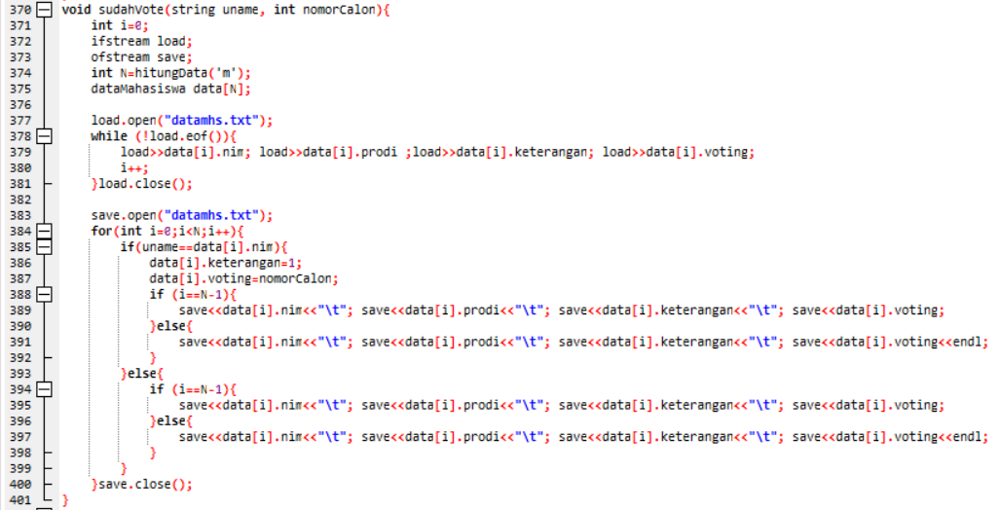 370 void sudahVote(string uname, int nomorCalon){
371 int i=0;
372 ifstream load;
373 ofstream save;
374 int N=hitungData('m');
375 dataMahasiswa data[N];
376
377 load.open("datamhs.txt");
378 while (!load.eof()){
379 load>>data[i].nim; load>>data[i].prodi ;load>>data[i].keterangan; load>>data[i].voting;
380 i++;
381 }load.close();
382
383 save.open("datamhs.txt");
384 for(int i=0;i<N;i++){
385 if(uname==data[i].nim){
386 data[i].keterangan=1;
387 data[i].voting=nomorCalon;
388 if (i==N-1){
389 save<<data[i].nim<<"\t"; save<<data[i].prodi<<"\t"; save<<data[i].keterangan<<"\t"; save<<data[i].voting;
390 }else{
391 save<<data[i].nim<<"\t"; save<<data[i].prodi<<"\t"; save<<data[i].keterangan<<"\t"; save<<data[i].voting<<endl;
392 }
393 }else{
394 if (i==N-1){
395 save<<data[i].nim<<"\t"; save<<data[i].prodi<<"\t"; save<<data[i].keterangan<<"\t"; save<<data[i].voting;
396 }else{
397 save<<data[i].nim<<"\t"; save<<data[i].prodi<<"\t"; save<<data[i].keterangan<<"\t"; save<<data[i].voting<<endl;
398 }
399 }
400 }save.close();
401 }